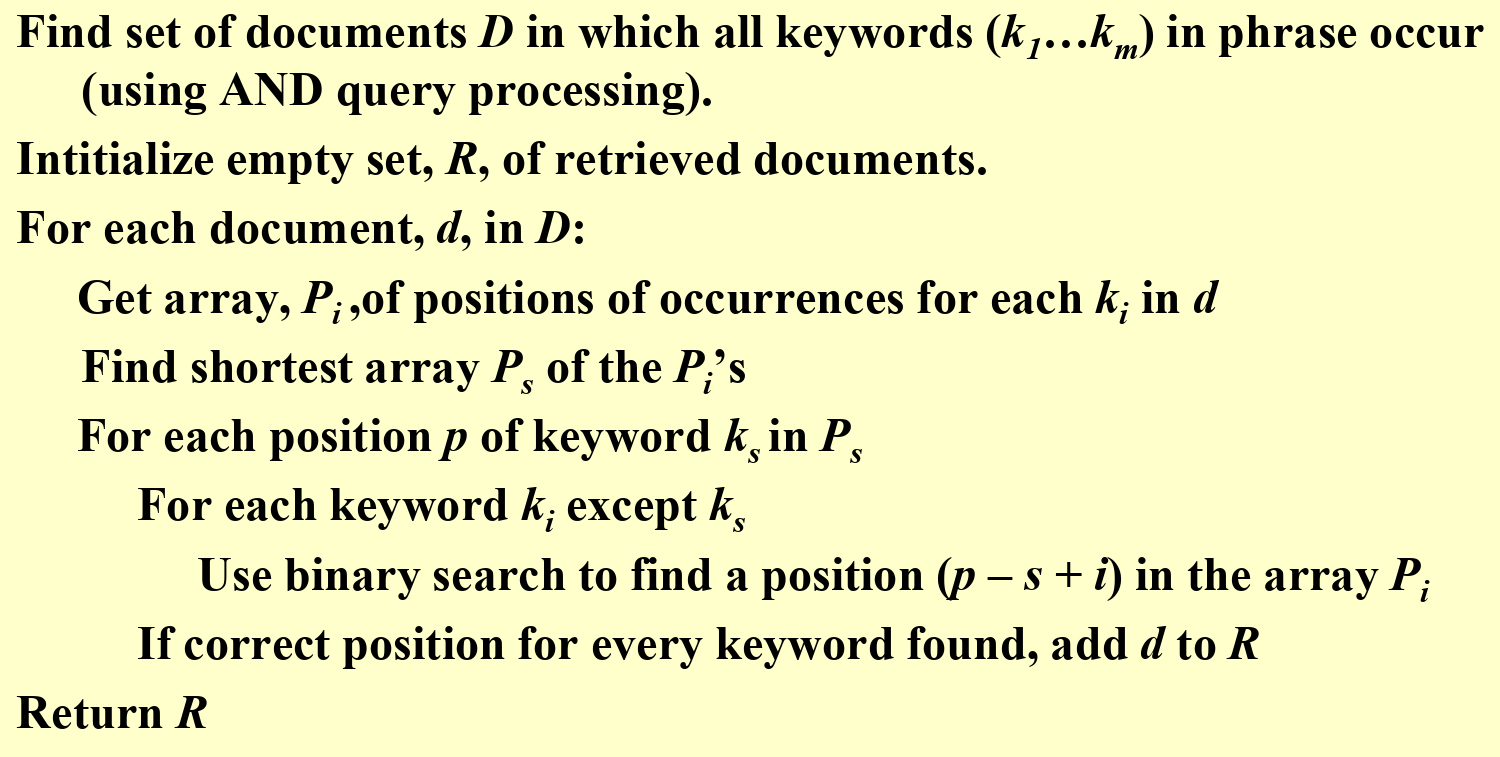 Find set of documents D in which all keywords (k1…km) in phrase occur
(using AND query processing).
Intitialize empty set, R, of retrieved documents.
For each document, d, in D:
Get array, Pi ,of positions of occurrences for each ki in d
Find shortest array Ps of the Pi’s
For each position p of keyword ks in Ps
For each keyword ki except ks
Use binary search to find a position (p – s + i) in the array Pi
If correct position for every keyword found, add d to R
Return R